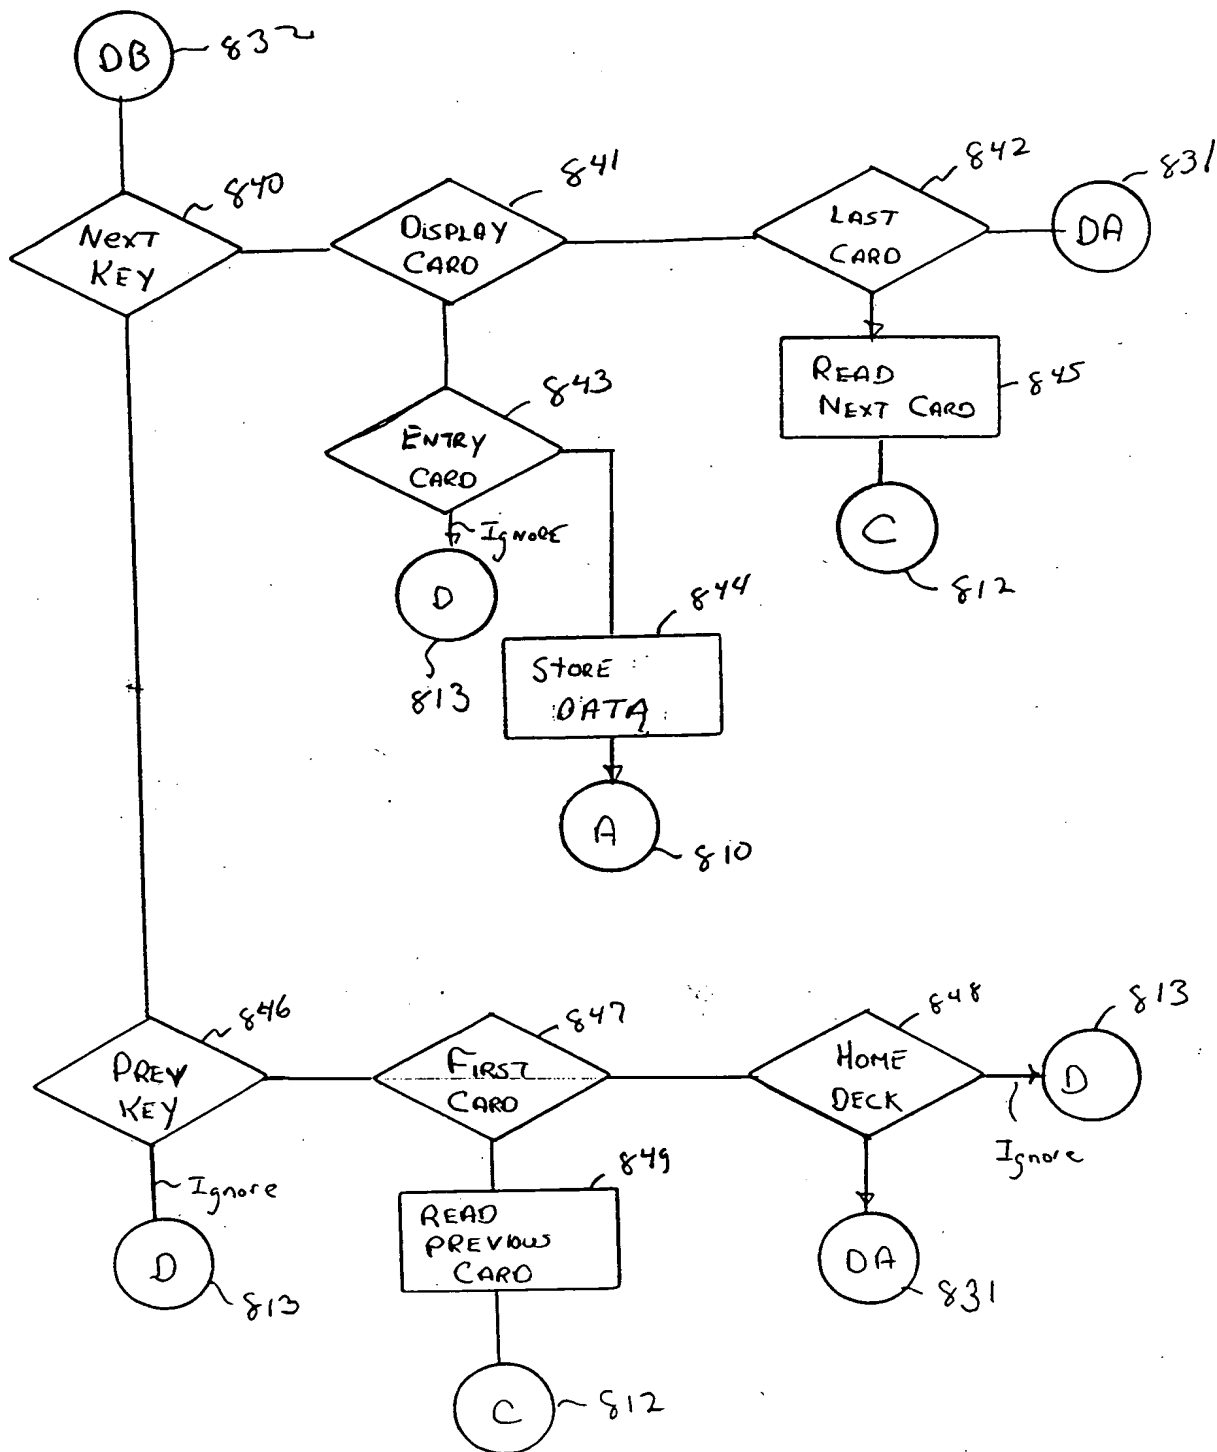 DB
832
NEXT
KEY
840
DISPLAY
CARD
841
LAST
CARD
842
DA
831
READ
NEXT CARD
845
C
812
ENTRY
CARD
843
Ignore
D
813
STORE
DATA
844
A
810
PREV
KEY
846
Ignore
D
813
FIRST
CARD
847
READ
PREVIOUS
CARD
849
C
812
HOME
DECK
848
Ignore
D
813
DA
831